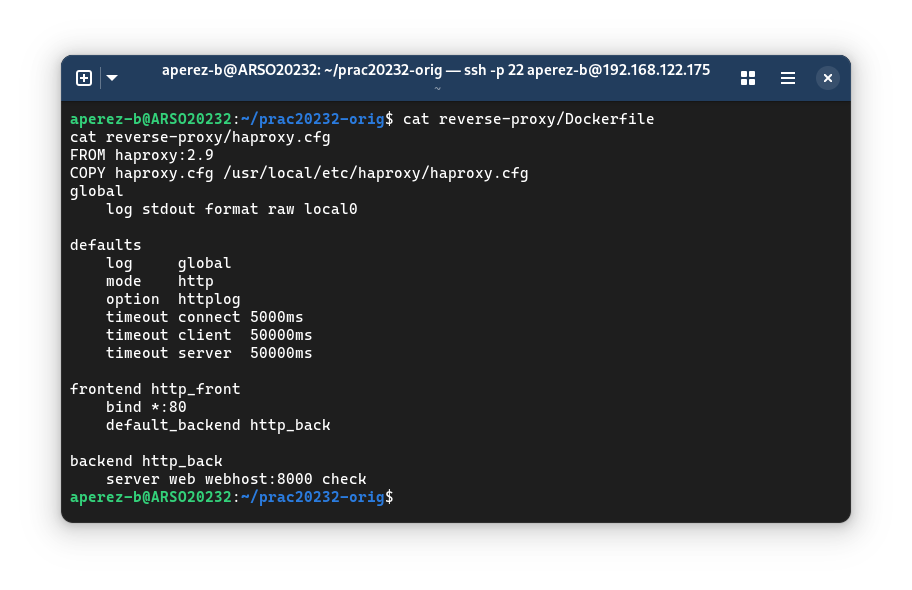 aperez-b@ARSO20232: ~/prac20232-orig — ssh -p 22 aperez-b@192.168.122.175
~
aperez-b@ARSO20232:~/prac20232-orig$ cat reverse-proxy/Dockerfile
cat reverse-proxy/haproxy.cfg
FROM haproxy:2.9
COPY haproxy.cfg /usr/local/etc/haproxy/haproxy.cfg
global
    log stdout format raw local0

defaults
    log     global
    mode    http
    option  httplog
    timeout connect 5000ms
    timeout client  50000ms
    timeout server  50000ms

frontend http_front
    bind *:80
    default_backend http_back

backend http_back
    server web webhost:8000 check
aperez-b@ARSO20232:~/prac20232-orig$